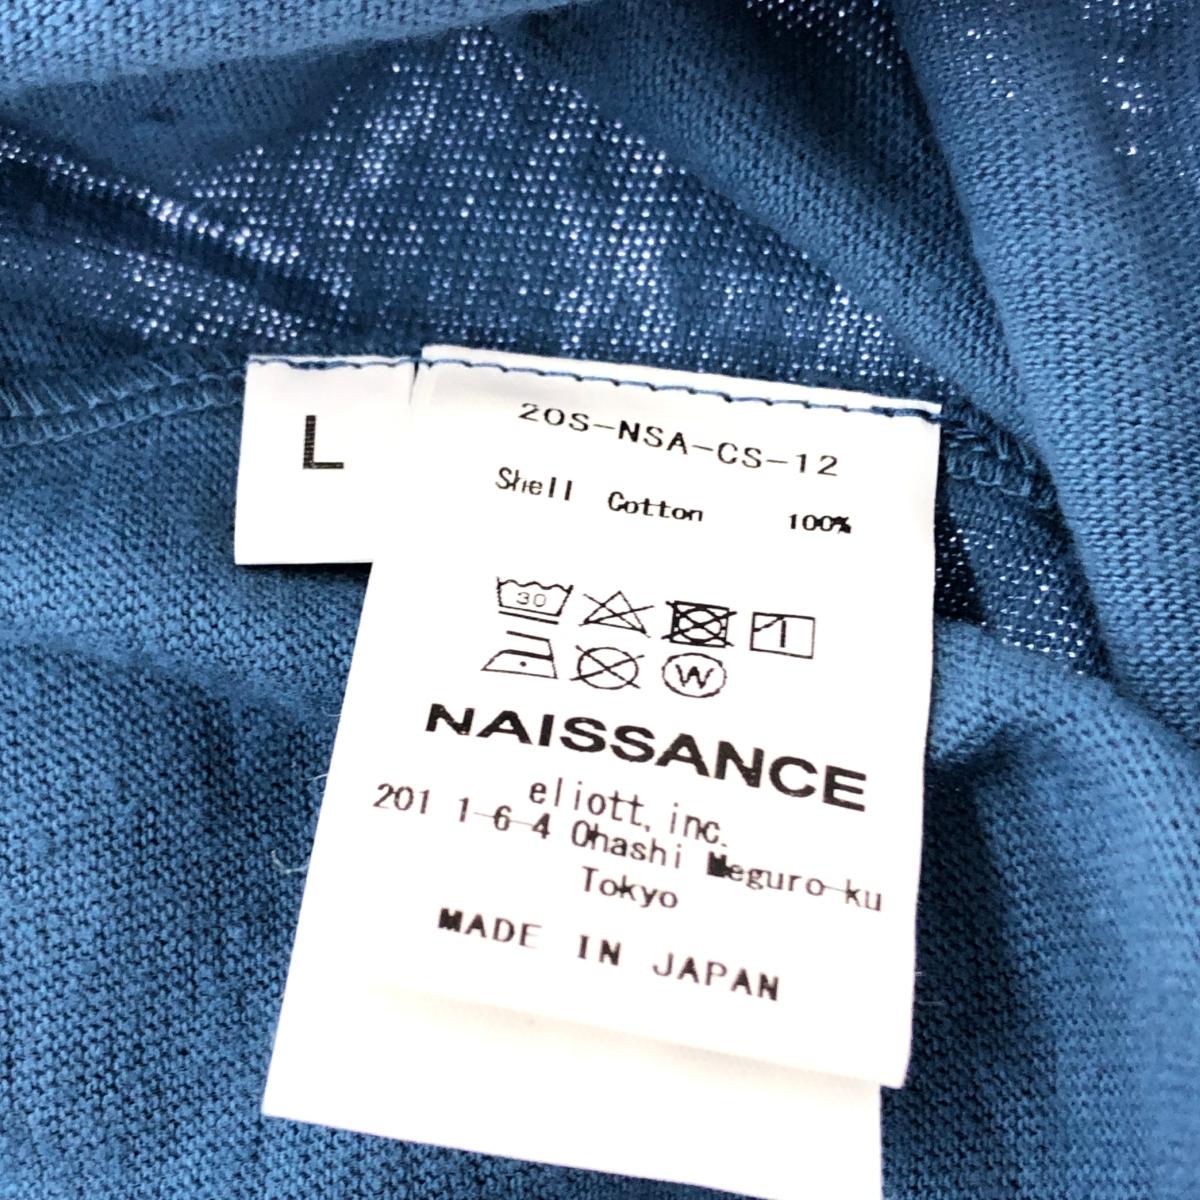 L
20S-NSA-CS-12
Shell Cotton 100%
30
W
NAISSANCE
eliott, inc.
201 1-6-4 Ohashi Meguro-ku
Tokyo
MADE IN JAPAN